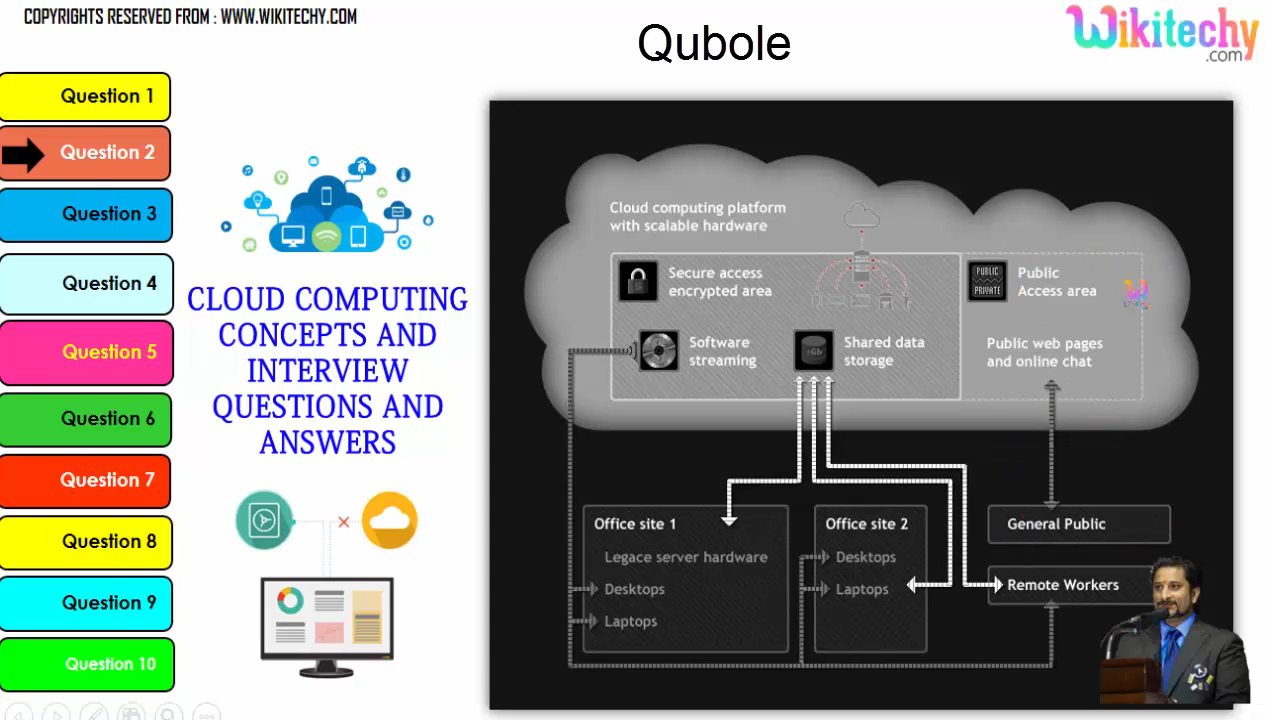 COPYRIGHTS RESERVED FROM : WWW.WIKITECHY.COM
Qubole
Wikitechy
.com
Question 1
Question 2
Question 3
Question 4
Question 5
Question 6
Question 7
Question 8
Question 9
Question 10
CLOUD COMPUTING
CONCEPTS AND
INTERVIEW
QUESTIONS AND
ANSWERS
Cloud computing platform
with scalable hardware
Secure access
encrypted area
PUBLIC
PRIVATE
Public
Access area
Software
streaming
Shared data
storage
Public web pages
and online chat
Office site 1
Legace server hardware
Desktops
Laptops
Office site 2
Desktops
Laptops
General Public
Remote Workers